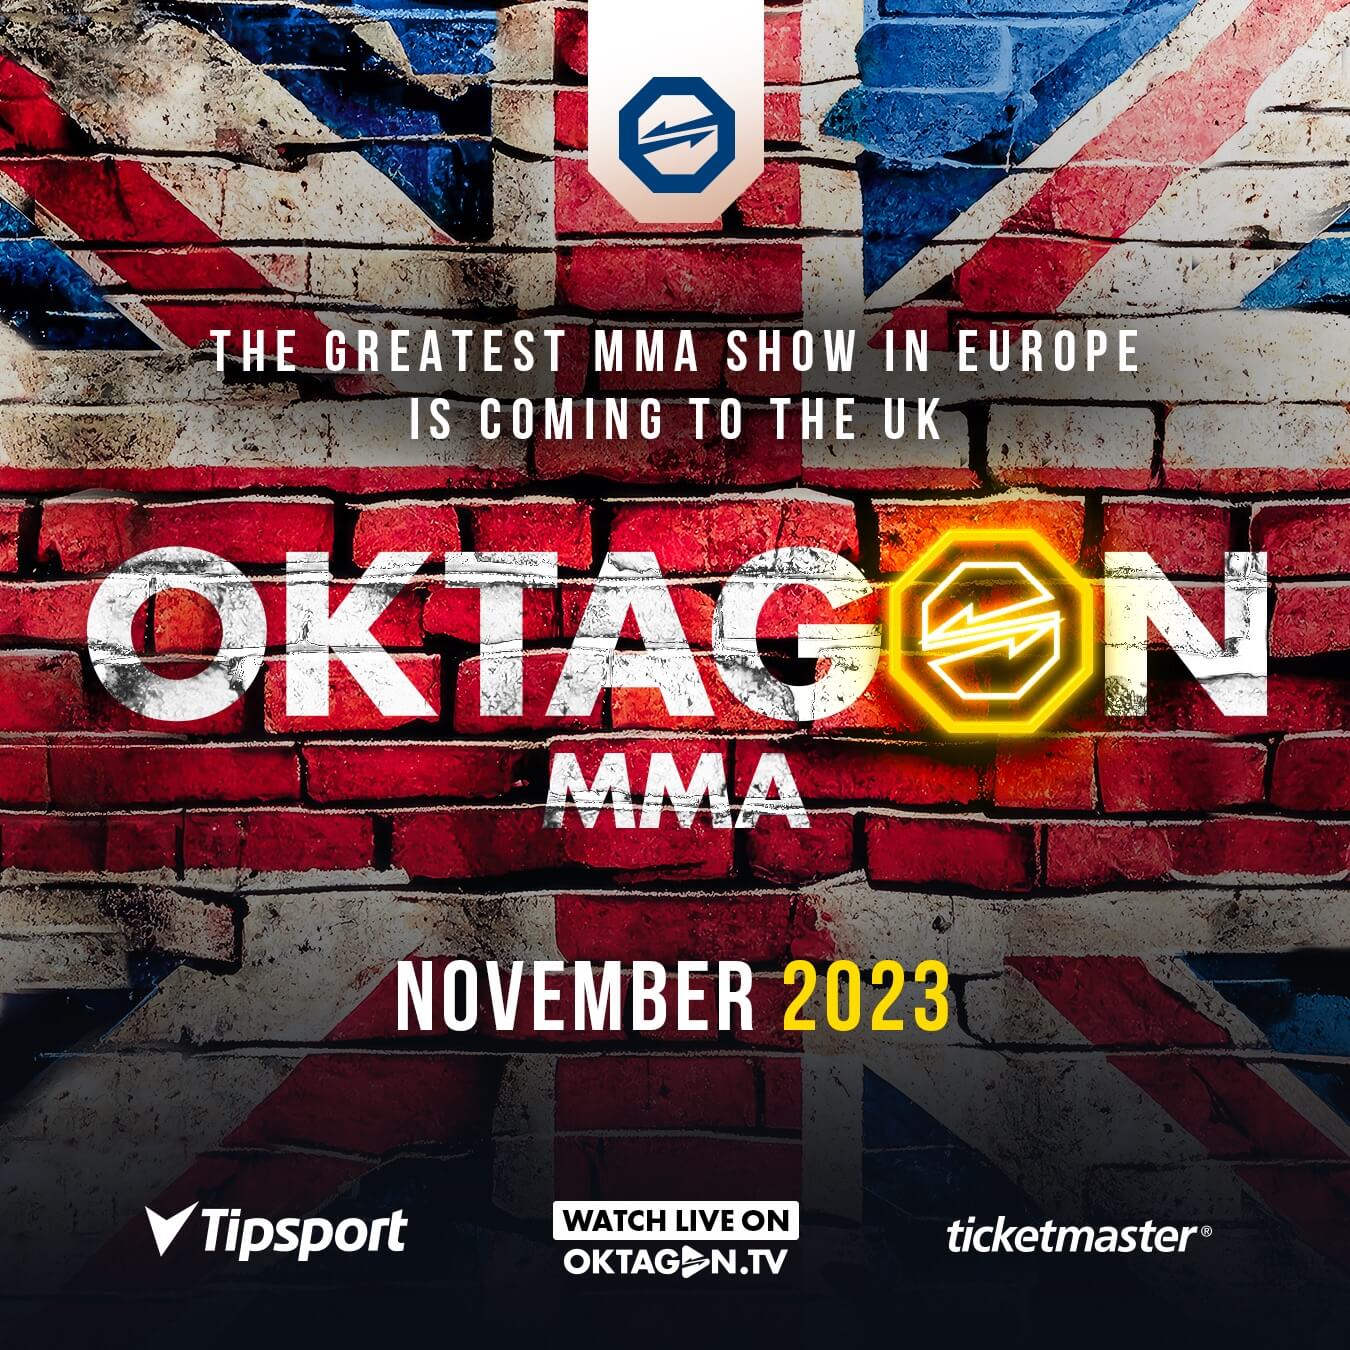 THE GREATEST MMA SHOW IN EUROPE
IS COMING TO THE UK
OKTAGON
MMA
NOVEMBER 2023
Tipsport
WATCH LIVE ON
OKTAGON.TV
ticketmaster®